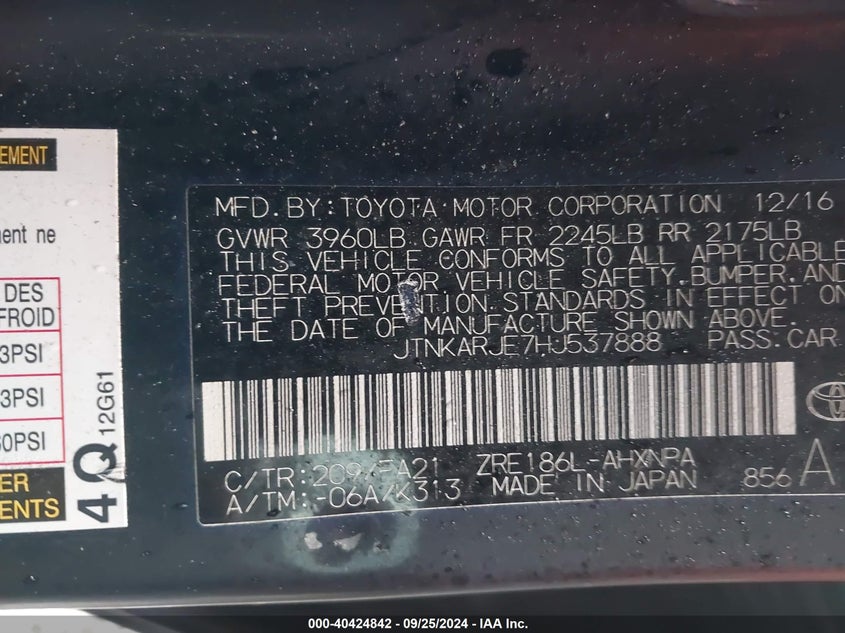 EMENT
ment ne
DES
FROID
3PSI
3PSI
60PSI
ER
ENTS
4Q 12G61
MFD.BY:TOYOTA MOTOR CORPORATION 12/16
GVWR 3960LB GAWR FR 2245LB RR 2175LB
THIS VEHICLE CONFORMS TO ALL APPLICABLE
FEDERAL MOTOR VEHICLE SAFETY,BUMPER,AND
THEFT PREVENTION STANDARDS IN EFFECT ON
THE DATE OF MANUFACTURE SHOWN ABOVE.
JTNKARJE7HJ537888 PASS.CAR
C/TR:209/FA21 ZRE186L-AHXNPA
A/TM:-06A/K313 MADE IN JAPAN 856 A
000-40424842 - 09/25/2024 - IAA Inc.